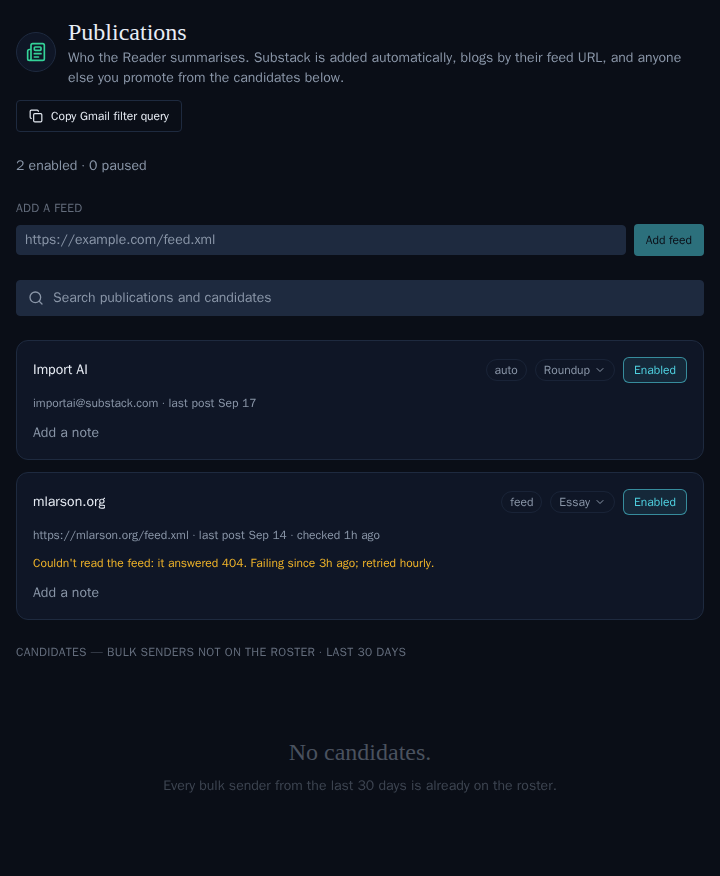 Publications
Who the Reader summarises. Substack is added automatically, blogs by their feed URL, and anyone
else you promote from the candidates below.
Copy Gmail filter query
2 enabled · 0 paused
ADD A FEED
https://example.com/feed.xml
Add feed
Search publications and candidates
Import AI
auto
Roundup
Enabled
importai@substack.com · last post Sep 17
Add a note
mlarson.org
feed
Essay
Enabled
https://mlarson.org/feed.xml · last post Sep 14 · checked 1h ago
Couldn't read the feed: it answered 404. Failing since 3h ago; retried hourly.
Add a note
CANDIDATES — BULK SENDERS NOT ON THE ROSTER · LAST 30 DAYS
No candidates.
Every bulk sender from the last 30 days is already on the roster.